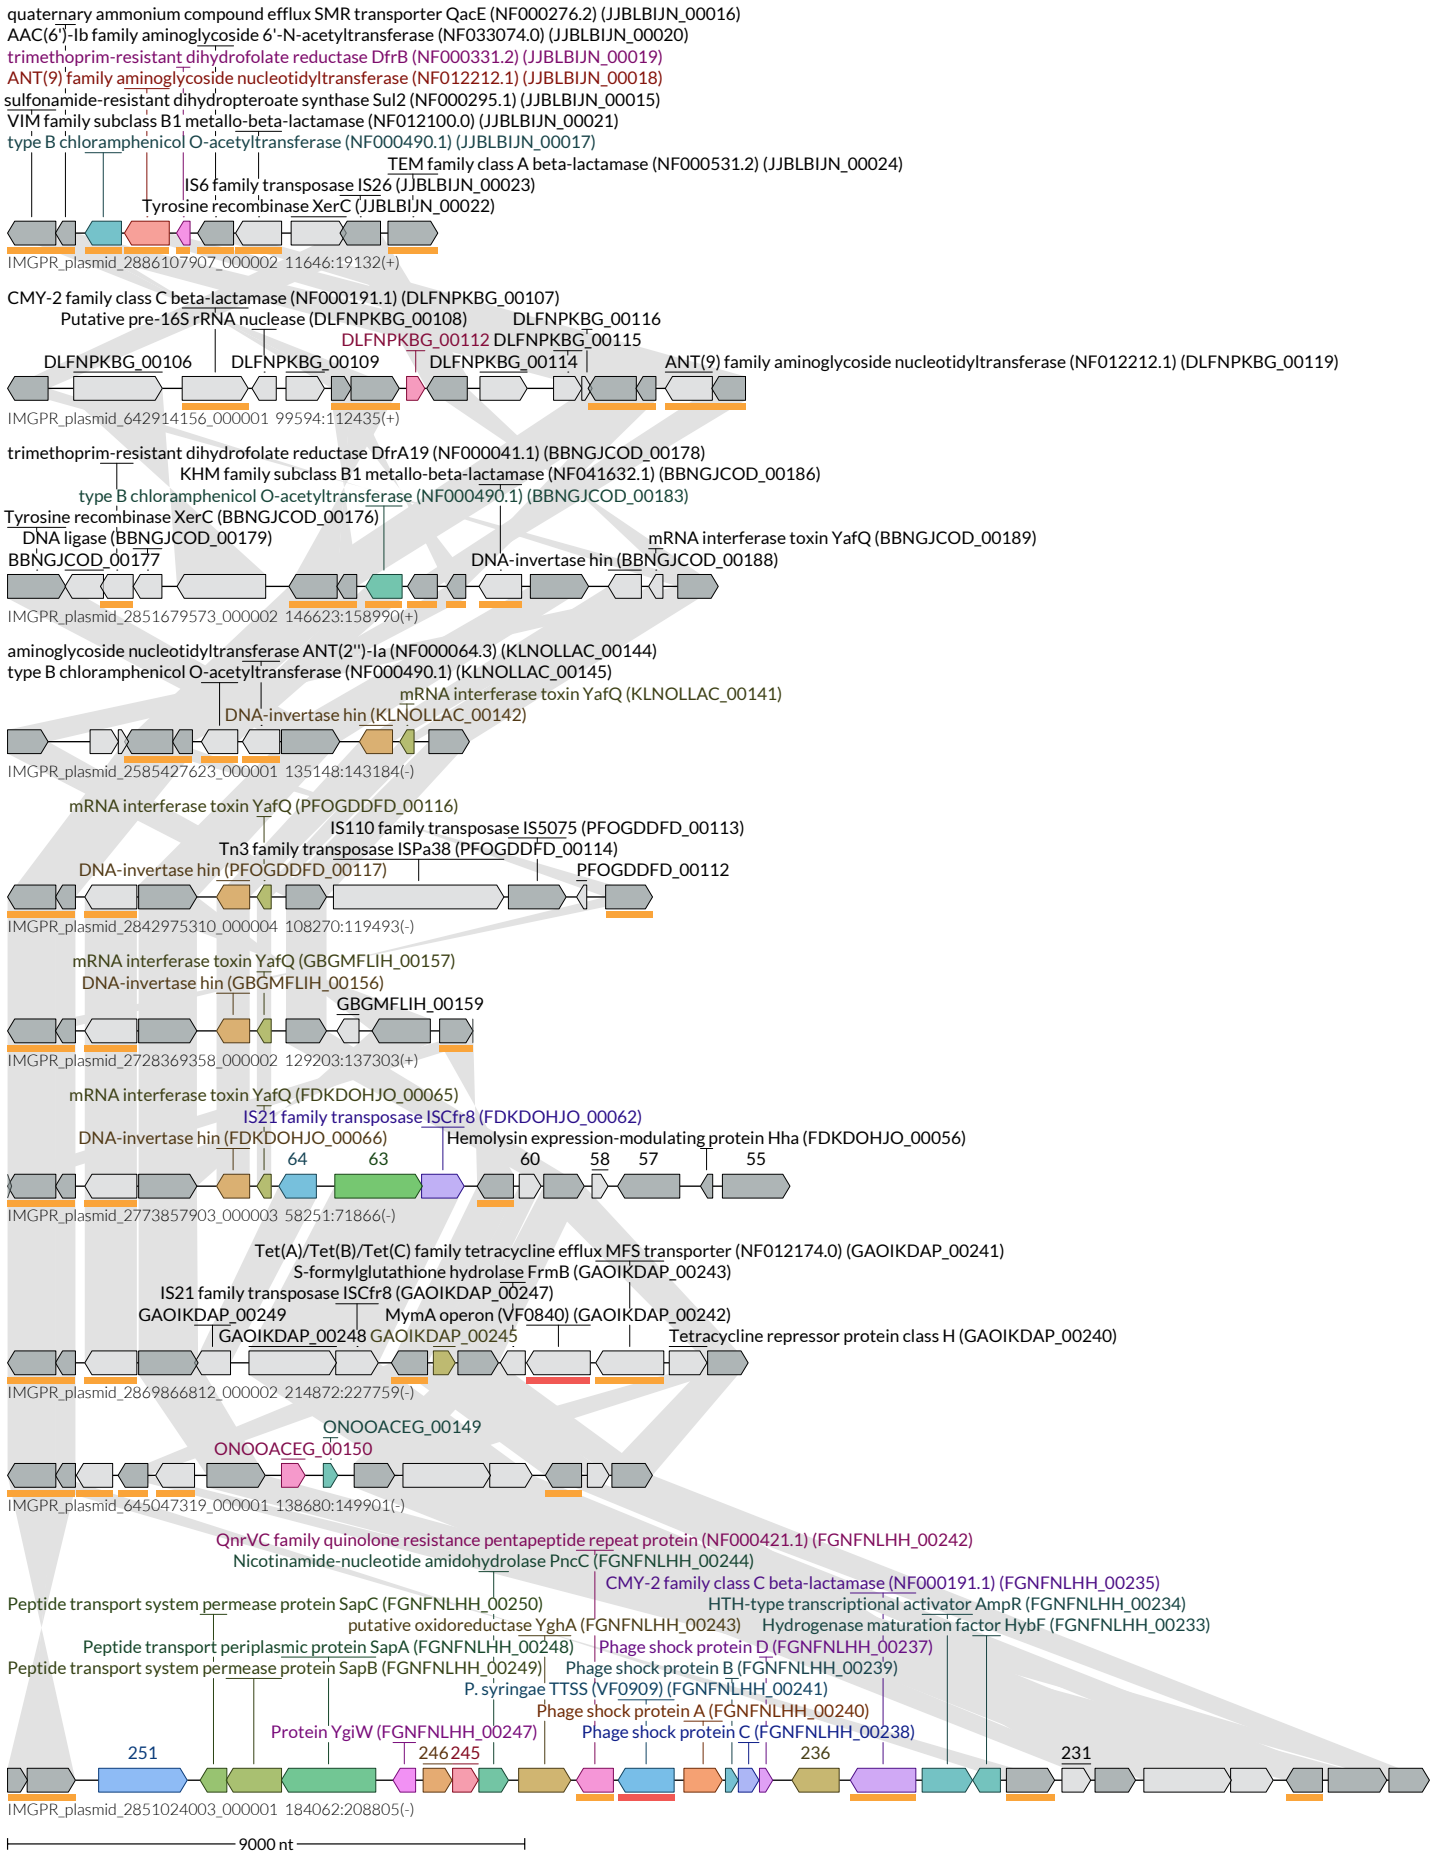 quaternary ammonium compound efflux SMR transporter QacE (NF000276.2) (JJBLBIJN_00016)
AAC(6')-Ib family aminoglycoside 6'-N-acetyltransferase (NF033074.0) (JJBLBIJN_00020)
trimethoprim-resistant dihydrofolate reductase DfrB (NF000331.2) (JJBLBIJN_00019)
ANT(9) family aminoglycoside nucleotidyltransferase (NF012212.1) (JJBLBIJN_00018)
sulfonamide-resistant dihydropteroate synthase Sul2 (NF000295.1) (JJBLBIJN_00015)
VIM family subclass B1 metallo-beta-lactamase (NF012100.0) (JJBLBIJN_00021)
type B chloramphenicol O-acetyltransferase (NF000490.1) (JJBLBIJN_00017)
TEM family class A beta-lactamase (NF000531.2) (JJBLBIJN_00024)
IS6 family transposase IS26 (JJBLBIJN_00023)
Tyrosine recombinase XerC (JJBLBIJN_00022)
IMGPR_plasmid_2886107907_000002 11646:19132(+)
CMY-2 family class C beta-lactamase (NF000191.1) (DLFNPKBG_00107)
Putative pre-16S rRNA nuclease (DLFNPKBG_00108) DLFNPKBG_00116
DLFNPKBG_00112 DLFNPKBG_00115
DLFNPKBG_00106 DLFNPKBG_00109 DLFNPKBG_00114 ANT(9) family aminoglycoside nucleotidyltransferase (NF012212.1) (DLFNPKBG_00119)
IMGPR_plasmid_642914156_000001 99594:112435(+)
trimethoprim-resistant dihydrofolate reductase DfrA19 (NF000041.1) (BBNGJCOD_00178)
KHM family subclass B1 metallo-beta-lactamase (NF041632.1) (BBNGJCOD_00186)
type B chloramphenicol O-acetyltransferase (NF000490.1) (BBNGJCOD_00183)
Tyrosine recombinase XerC (BBNGJCOD_00176)
DNA ligase (BBNGJCOD_00179) mRNA interferase toxin YafQ (BBNGJCOD_00189)
BBNGJCOD_00177 DNA-invertase hin (BBNGJCOD_00188)
IMGPR_plasmid_2851679573_000002 146623:158990(+)
aminoglycoside nucleotidyltransferase ANT(2'')-Ia (NF000064.3) (KLNOLLAC_00144)
type B chloramphenicol O-acetyltransferase (NF000490.1) (KLNOLLAC_00145)
mRNA interferase toxin YafQ (KLNOLLAC_00141)
DNA-invertase hin (KLNOLLAC_00142)
IMGPR_plasmid_2585427623_000001 135148:143184(-)
mRNA interferase toxin YafQ (PFOGDDFD_00116)
IS110 family transposase IS5075 (PFOGDDFD_00113)
Tn3 family transposase ISPa38 (PFOGDDFD_00114)
DNA-invertase hin (PFOGDDFD_00117) PFOGDDFD_00112
IMGPR_plasmid_2842975310_000004 108270:119493(-)
mRNA interferase toxin YafQ (GBGMFLIH_00157)
DNA-invertase hin (GBGMFLIH_00156)
GBGMFLIH_00159
IMGPR_plasmid_2728369358_000002 129203:137303(+)
mRNA interferase toxin YafQ (FDKDOHJO_00065)
IS21 family transposase ISCfr8 (FDKDOHJO_00062)
DNA-invertase hin (FDKDOHJO_00066) Hemolysin expression-modulating protein Hha (FDKDOHJO_00056)
64 63 60 58 57 55
IMGPR_plasmid_2773857903_000003 58251:71866(-)
Tet(A)/Tet(B)/Tet(C) family tetracycline efflux MFS transporter (NF012174.0) (GAOIKDAP_00241)
S-formylglutathione hydrolase FrmB (GAOIKDAP_00243)
IS21 family transposase ISCfr8 (GAOIKDAP_00247)
GAOIKDAP_00249 MymA operon (VF0840) (GAOIKDAP_00242)
GAOIKDAP_00248 GAOIKDAP_00245 Tetracycline repressor protein class H (GAOIKDAP_00240)
IMGPR_plasmid_2869866812_000002 214872:227759(-)
ONOOACEG_00149
ONOOACEG_00150
IMGPR_plasmid_645047319_000001 138680:149901(-)
QnrVC family quinolone resistance pentapeptide repeat protein (NF000421.1) (FGNFNLHH_00242)
Nicotinamide-nucleotide amidohydrolase PncC (FGNFNLHH_00244)
CMY-2 family class C beta-lactamase (NF000191.1) (FGNFNLHH_00235)
Peptide transport system permease protein SapC (FGNFNLHH_00250) HTH-type transcriptional activator AmpR (FGNFNLHH_00234)
putative oxidoreductase YghA (FGNFNLHH_00243) Hydrogenase maturation factor HybF (FGNFNLHH_00233)
Peptide transport periplasmic protein SapA (FGNFNLHH_00248) Phage shock protein D (FGNFNLHH_00237)
Peptide transport system permease protein SapB (FGNFNLHH_00249) Phage shock protein B (FGNFNLHH_00239)
P. syringae TTSS (VF0909) (FGNFNLHH_00241)
Phage shock protein A (FGNFNLHH_00240)
Protein YgiW (FGNFNLHH_00247) Phage shock protein C (FGNFNLHH_00238)
251 246 245 236 231
IMGPR_plasmid_2851024003_000001 184062:208805(-)
9000 nt